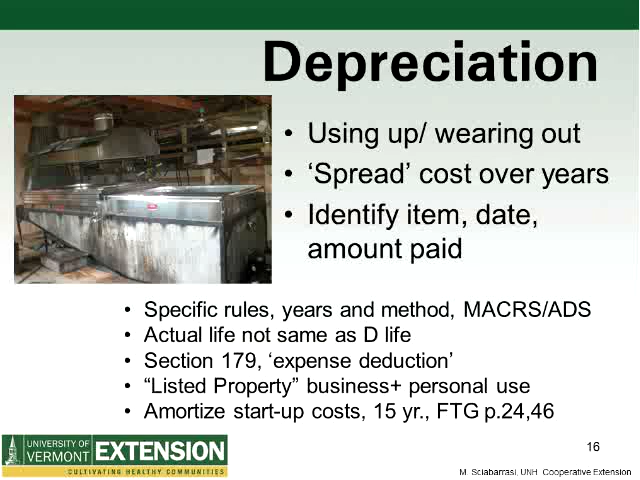 Depreciation
• Using up/ wearing out
• ‘Spread’ cost over years
• Identify item, date,
amount paid
• Specific rules, years and method, MACRS/ADS
• Actual life not same as D life
• Section 179, ‘expense deduction’
• “Listed Property” business+ personal use
• Amortize start-up costs, 15 yr., FTG p.24,46
UNIVERSITY OF
VERMONT
EXTENSION
CULTIVATING HEALTHY COMMUNITIES
16
M. Sciabarrasi, UNH Cooperative Extension